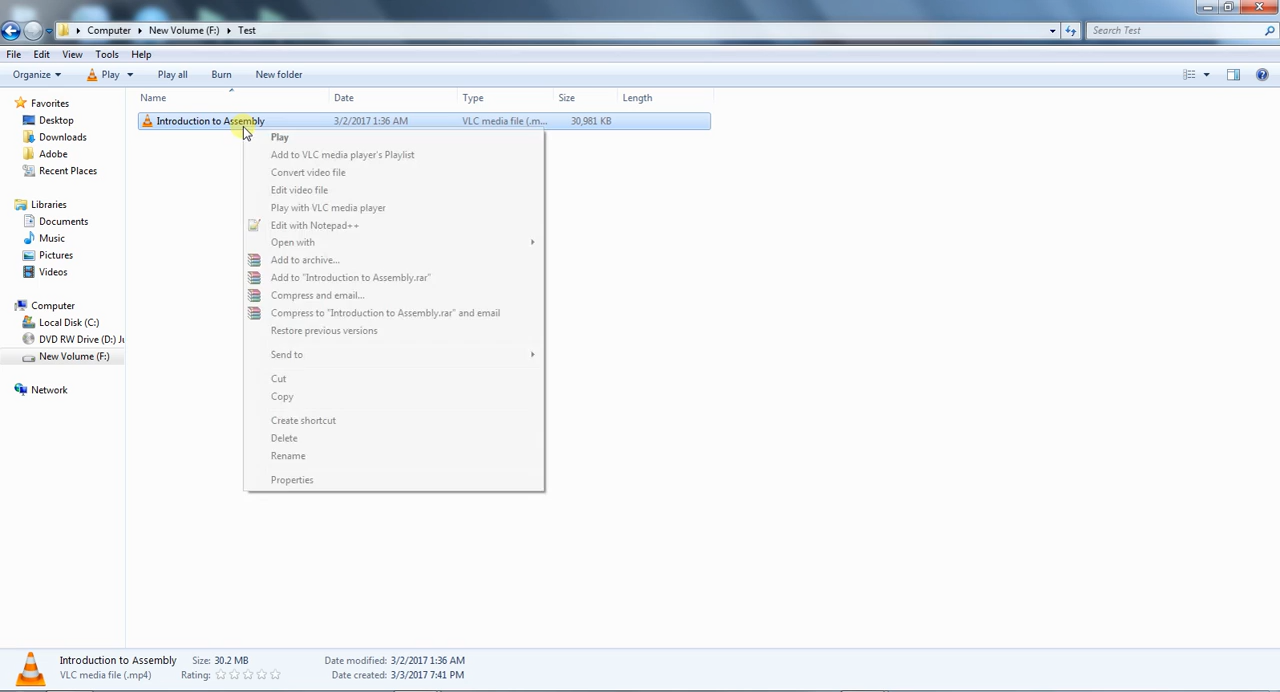 Computer ▸ New Volume (F:) ▸ Test
Search Test
File Edit View Tools Help
Organize Play Play all Burn New folder
Favorites
Desktop
Downloads
Adobe
Recent Places
Libraries
Documents
Music
Pictures
Videos
Computer
Local Disk (C:)
DVD RW Drive (D:) Ju
New Volume (F:)
Network
Name Date Type Size Length
Introduction to Assembly 3/2/2017 1:36 AM VLC media file (.m... 30,981 KB
Play
Add to VLC media player's Playlist
Convert video file
Edit video file
Play with VLC media player
Edit with Notepad++
Open with
Add to archive...
Add to "Introduction to Assembly.rar"
Compress and email...
Compress to "Introduction to Assembly.rar" and email
Restore previous versions
Send to
Cut
Copy
Create shortcut
Delete
Rename
Properties
Introduction to Assembly Size: 30.2 MB Date modified: 3/2/2017 1:36 AM
VLC media file (.mp4) Rating: Date created: 3/3/2017 7:41 PM